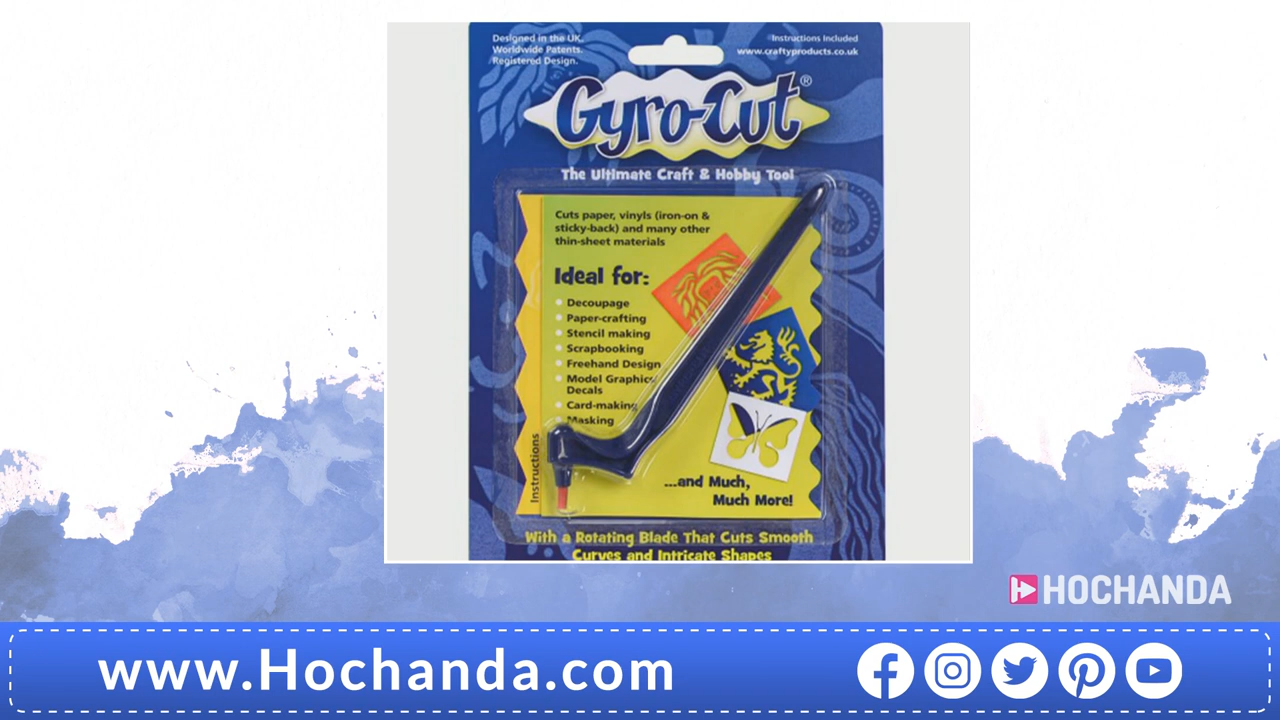 Designed in the UK.
Worldwide Patents.
Registered Design.
Instructions Included
www.craftyproducts.co.uk
Gyro-Cut®
The Ultimate Craft & Hobby Tool
Cuts paper, vinyls (iron-on &
sticky-back) and many other
thin-sheet materials
Ideal for:
Decoupage
Paper-crafting
Stencil making
Scrapbooking
Freehand Design
Model Graphics
Decals
Card-making
Masking
Instructions
...and Much,
Much More!
With a Rotating Blade That Cuts Smooth
Curves and Intricate Shapes
HOCHANDA
www.Hochanda.com